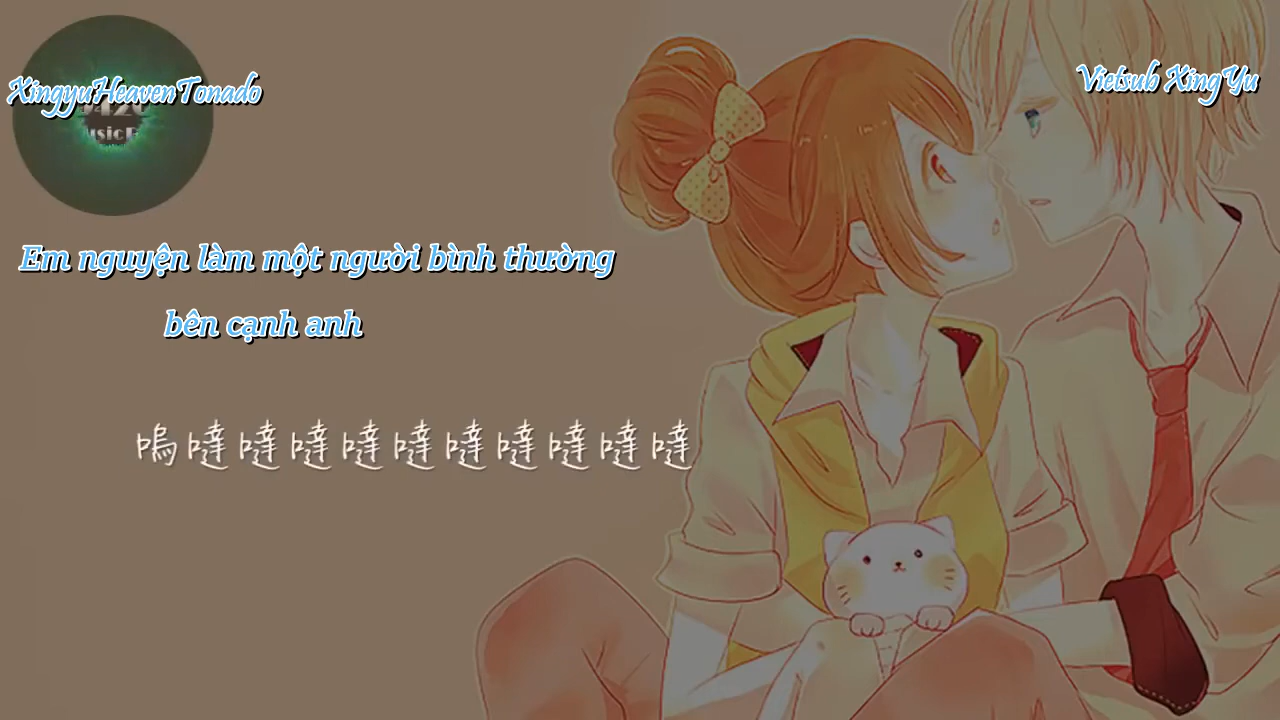 XingyuHeavenTonado
Vietsub XingYu
Em nguyện làm một người bình thường
bên cạnh anh
嗚噠噠噠噠噠噠噠噠噠噠